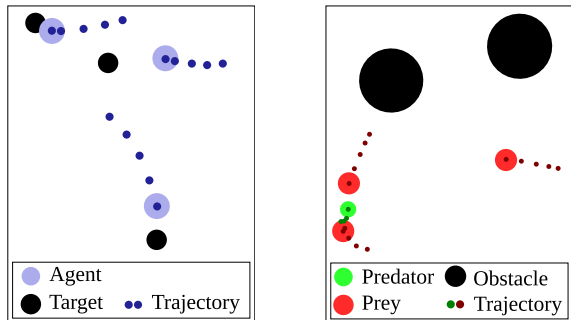 Agent
Target Trajectory
Predator Obstacle
Prey Trajectory